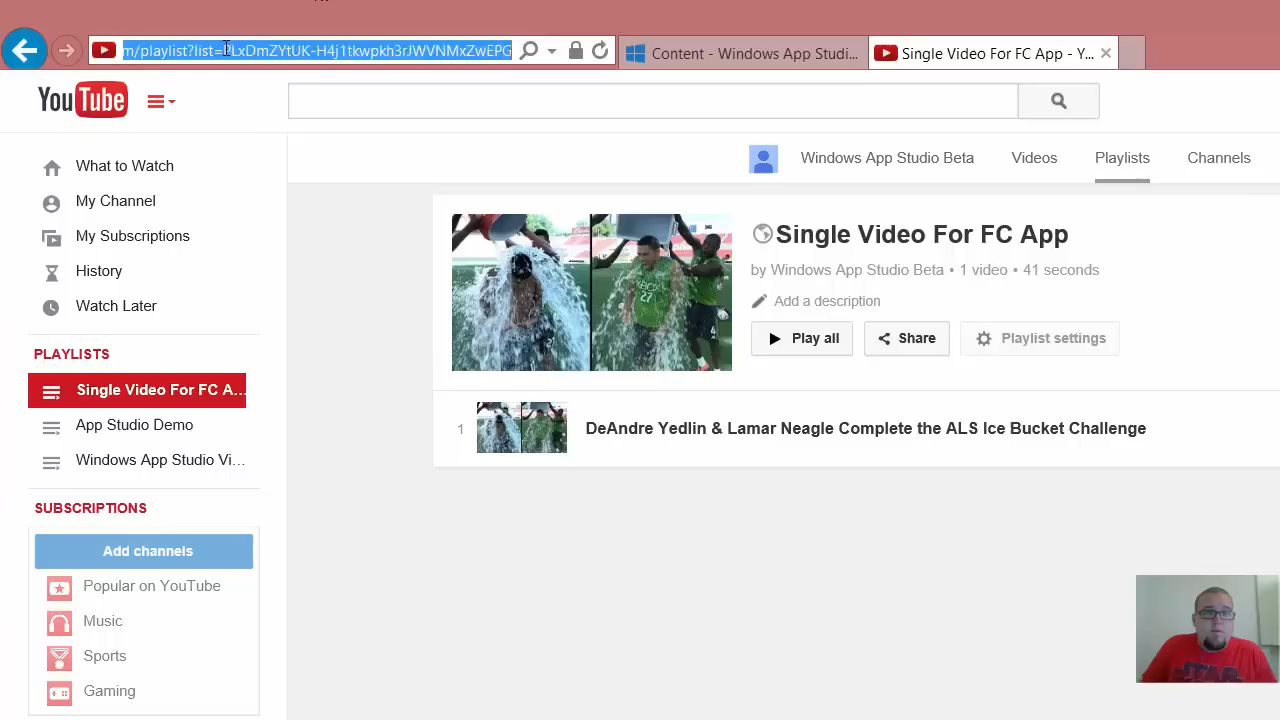 m/playlist?list=PLxDmZYtUK-H4j1tkwpkh3rJWVNMxZwEPG
Content - Windows App Studi...
Single Video For FC App - Y...
YouTube
Windows App Studio Beta
Videos
Playlists
Channels
What to Watch
My Channel
My Subscriptions
History
Watch Later
PLAYLISTS
Single Video For FC A...
App Studio Demo
Windows App Studio Vi...
SUBSCRIPTIONS
Add channels
Popular on YouTube
Music
Sports
Gaming
XBOX
27
4
Single Video For FC App
by Windows App Studio Beta • 1 video • 41 seconds
Add a description
Play all
Share
Playlist settings
1
DeAndre Yedlin & Lamar Neagle Complete the ALS Ice Bucket Challenge